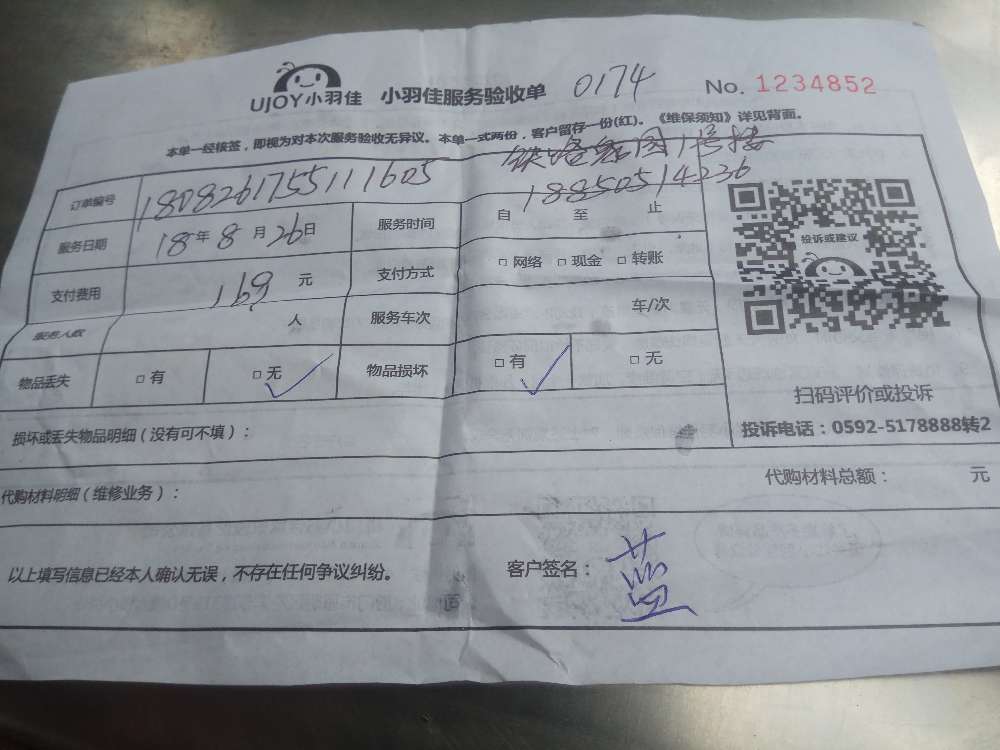 UJOY小羽佳 小羽佳服务验收单 0174 No. 1234852
本单一经核签，即视为对本次服务验收无异议。本单一式两份，客户留存一份(红)。《维保须知》详见背面。
铁路 园1号楼
订单编号 1808261755111605 18850514236
服务日期 18年8月26日 服务时间 自 至 止
支付费用 169 元 支付方式 □ 网络 □ 现金 □ 转账
服务人数 人 服务车次 车/次
物品丢失 □ 有 □ 无 ✓ 物品损坏 □ 有 ✓ □ 无
投诉或建议
扫码评价或投诉
投诉电话：0592-5178888转2
损坏或丢失物品明细（没有可不填）：
代购材料明细（维修业务）： 代购材料总额： 元
以上填写信息已经本人确认无误，不存在任何争议纠纷。 客户签名： 蓝